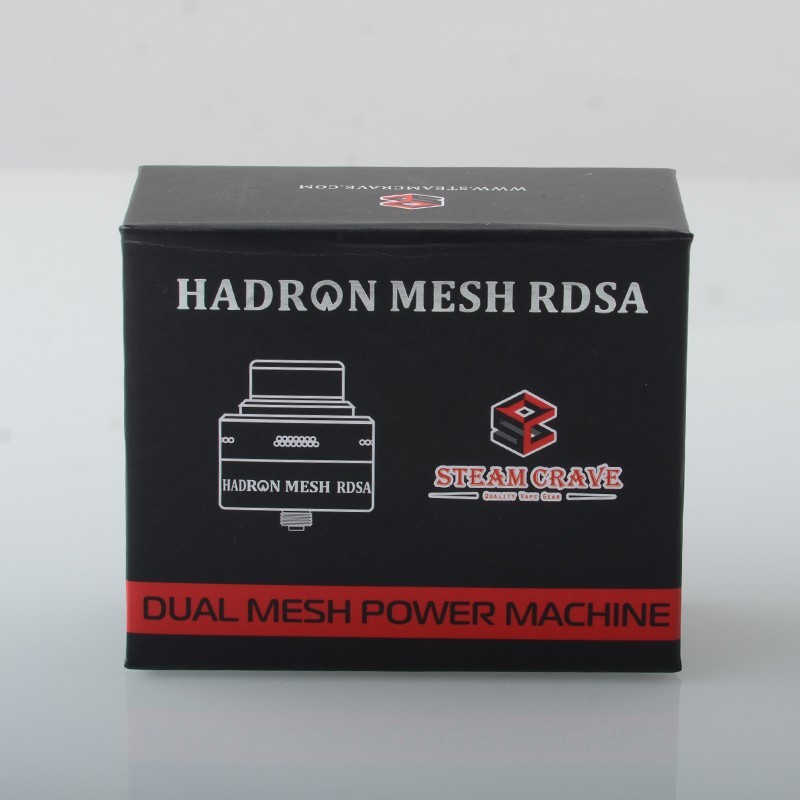 WWW.STEAMCRAVE.COM
HADRON MESH RDSA
HADRON MESH RDSA
STEAM CRAVE
QUALITY VAPE GEAR
DUAL MESH POWER MACHINE